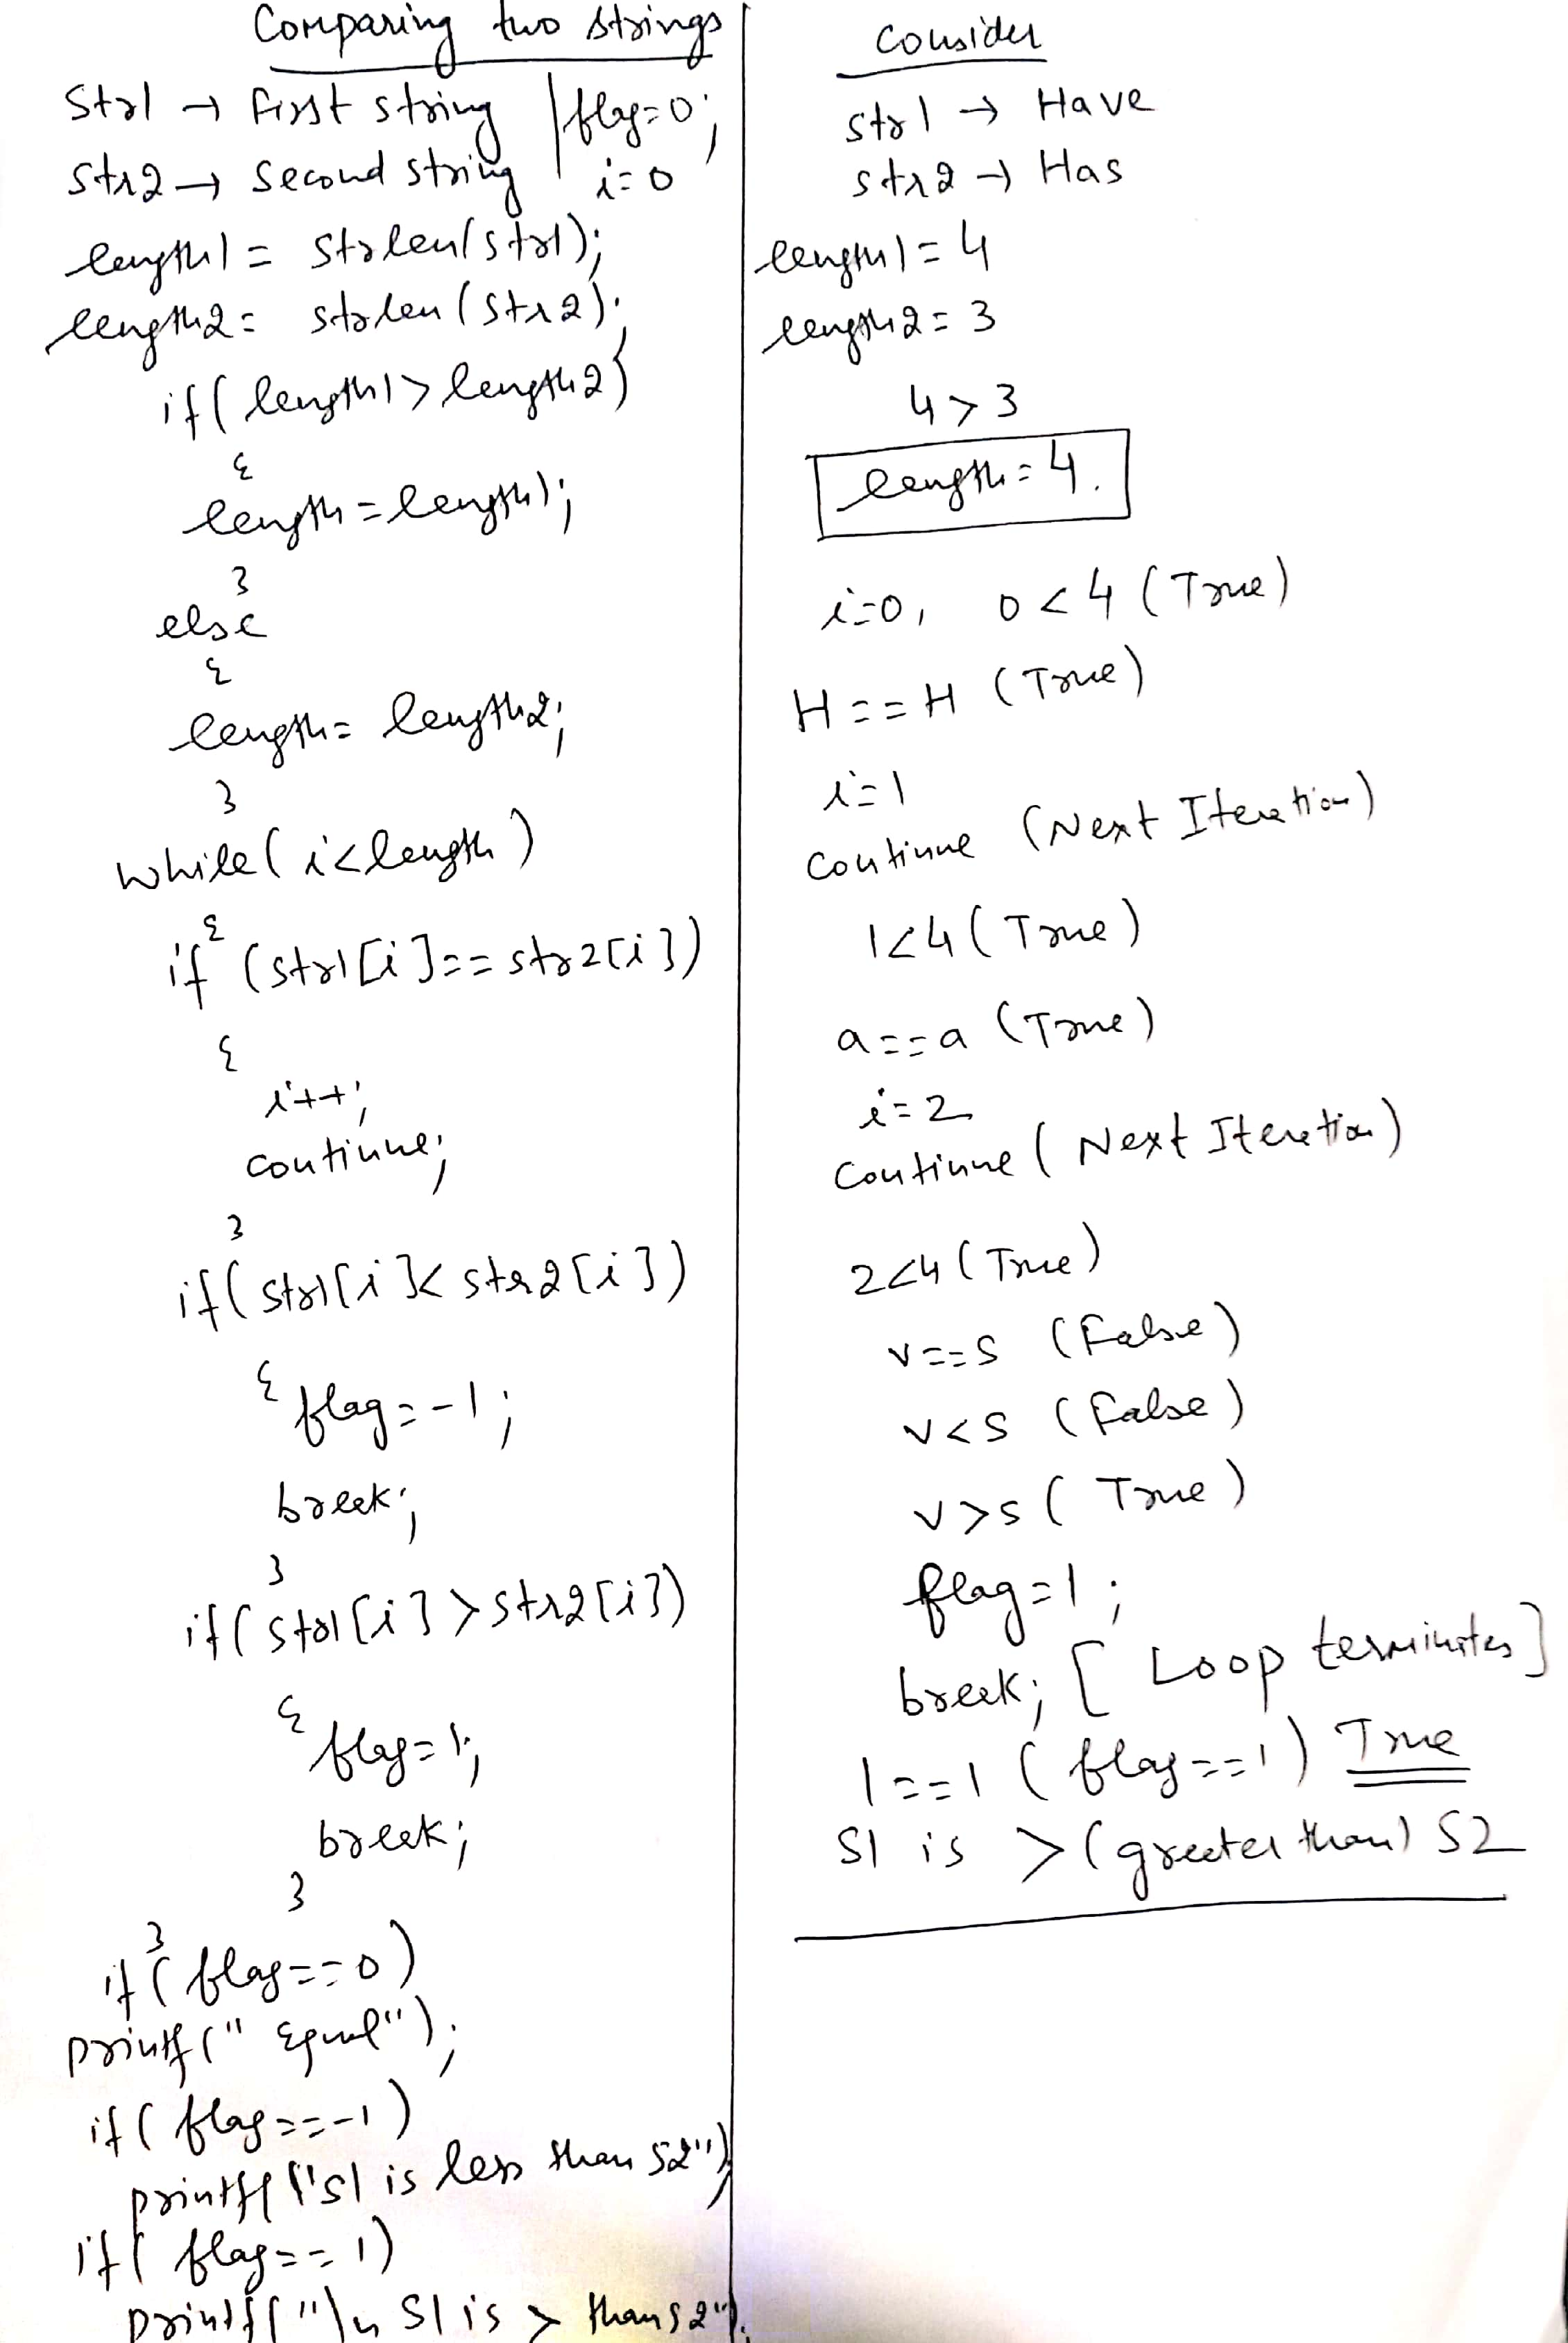 Comparing two strings
Str1 → First string | flag=0;
Str2 → Second string | i=0
length1 = strlen(str1);
length2 = strlen(str2);
if( length1 > length2)
{
length = length1;
}
else
{
length = length2;
}
while( i<length )
{
if (str1[i]==str2[i])
{
i++;
continue;
}
if( str1[i]< str2[i])
{
flag=-1;
break;
}
if( str1[i] > str2[i])
{
flag=1;
break;
}
}
if( flag==0)
printf(" Equal");
if( flag==-1)
printf("S1 is less than S2");
if( flag==1)
printf("\n S1 is > than S2").
Consider
str1 → Have
str2 → Has
length1 = 4
length2 = 3
4 > 3
length = 4.
i=0, 0<4 (True)
H==H (True)
i=1
continue (Next Iteration)
1<4 (True)
a==a (True)
i=2
Continue ( Next Iteration)
2<4 (True)
v==s (False)
v<s (False)
v>s ( True )
flag=1;
break; [ Loop terminates]
1==1 ( flag==1) True
S1 is > (greater than) S2